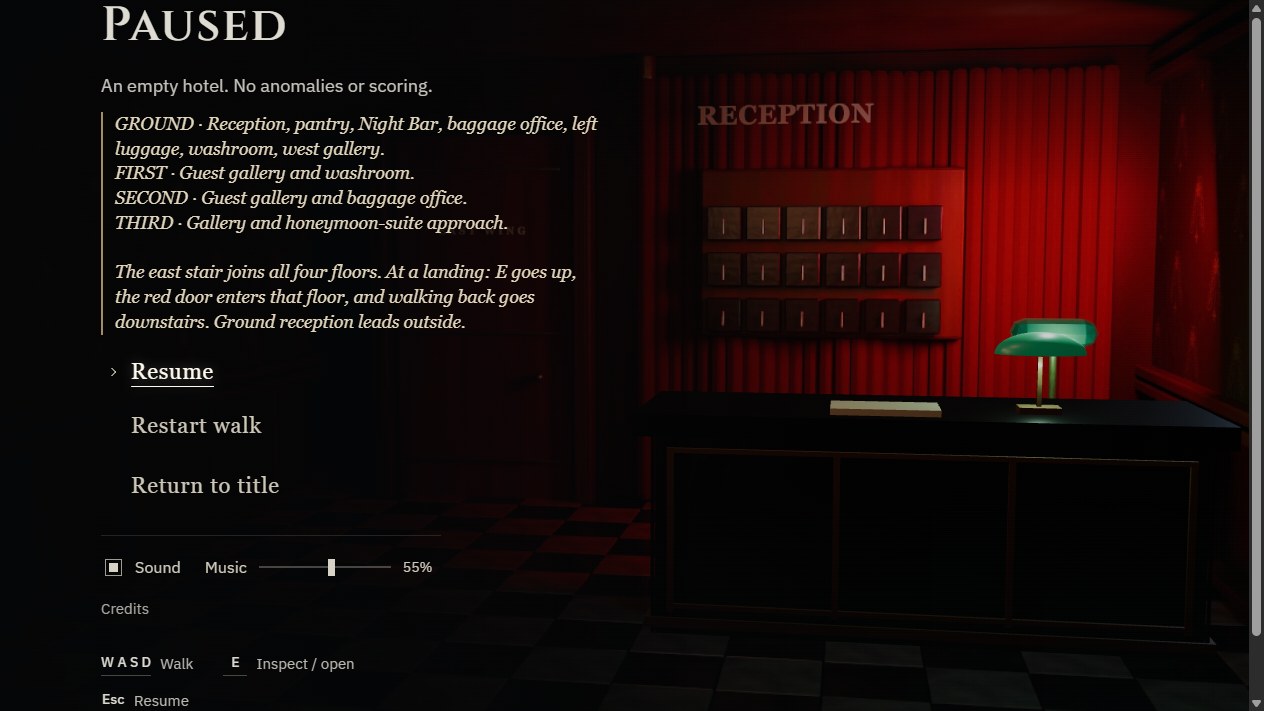 PAUSED
An empty hotel. No anomalies or scoring.
GROUND · Reception, pantry, Night Bar, baggage office, left
luggage, washroom, west gallery.
FIRST · Guest gallery and washroom.
SECOND · Guest gallery and baggage office.
THIRD · Gallery and honeymoon-suite approach.
The east stair joins all four floors. At a landing: E goes up,
the red door enters that floor, and walking back goes
downstairs. Ground reception leads outside.
› Resume
Restart walk
Return to title
Sound Music 55%
Credits
WASD Walk E Inspect / open
Esc Resume
RECEPTION
WING